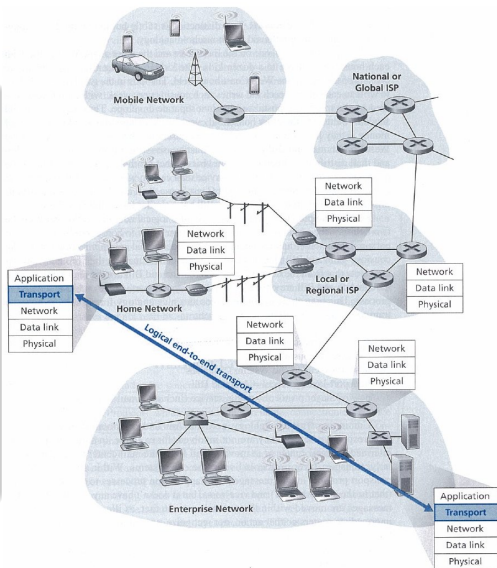 Mobile Network
National or
Global ISP
Network
Data link
Physical
Network
Data link
Physical
Local or
Regional ISP
Network
Data link
Physical
Home Network
Application
Transport
Network
Data link
Physical
Logical end-to-end transport
Network
Data link
Physical
Network
Data link
Physical
Enterprise Network
Application
Transport
Network
Data link
Physical